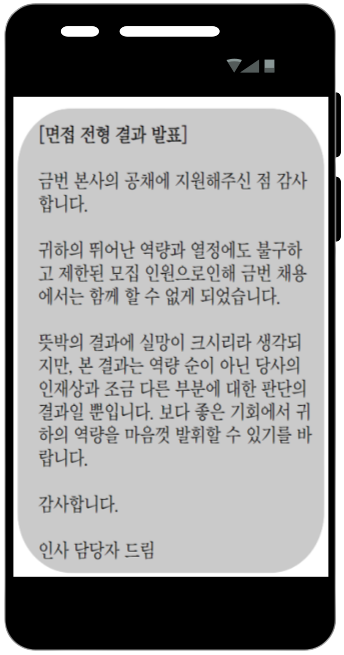 [면접 전형 결과 발표]
금번 본사의 공채에 지원해주신 점 감사
합니다.
귀하의 뛰어난 역량과 열정에도 불구하
고 제한된 모집 인원으로인해 금번 채용
에서는 함께 할 수 없게 되었습니다.
뜻박의 결과에 실망이 크시리라 생각되
지만, 본 결과는 역량 순이 아닌 당사의
인재상과 조금 다른 부분에 대한 판단의
결과일 뿐입니다. 보다 좋은 기회에서 귀
하의 역량을 마음껏 발휘할 수 있기를 바
랍니다.
감사합니다.
인사 담당자 드림